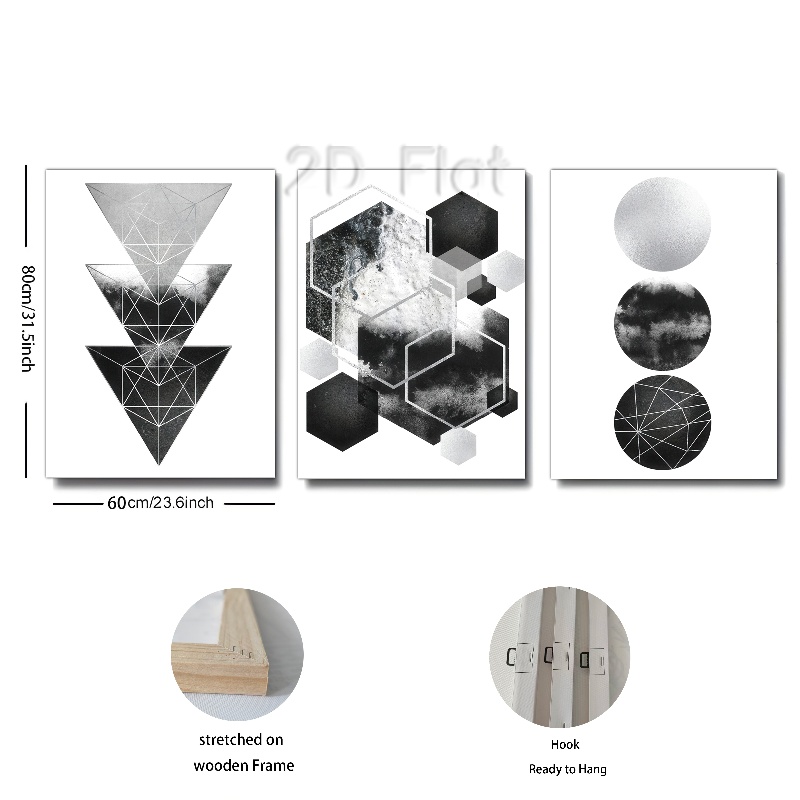 2D Flat
80cm/31.5inch
60cm/23.6inch
stretched on
wooden Frame
Hook
Ready to Hang